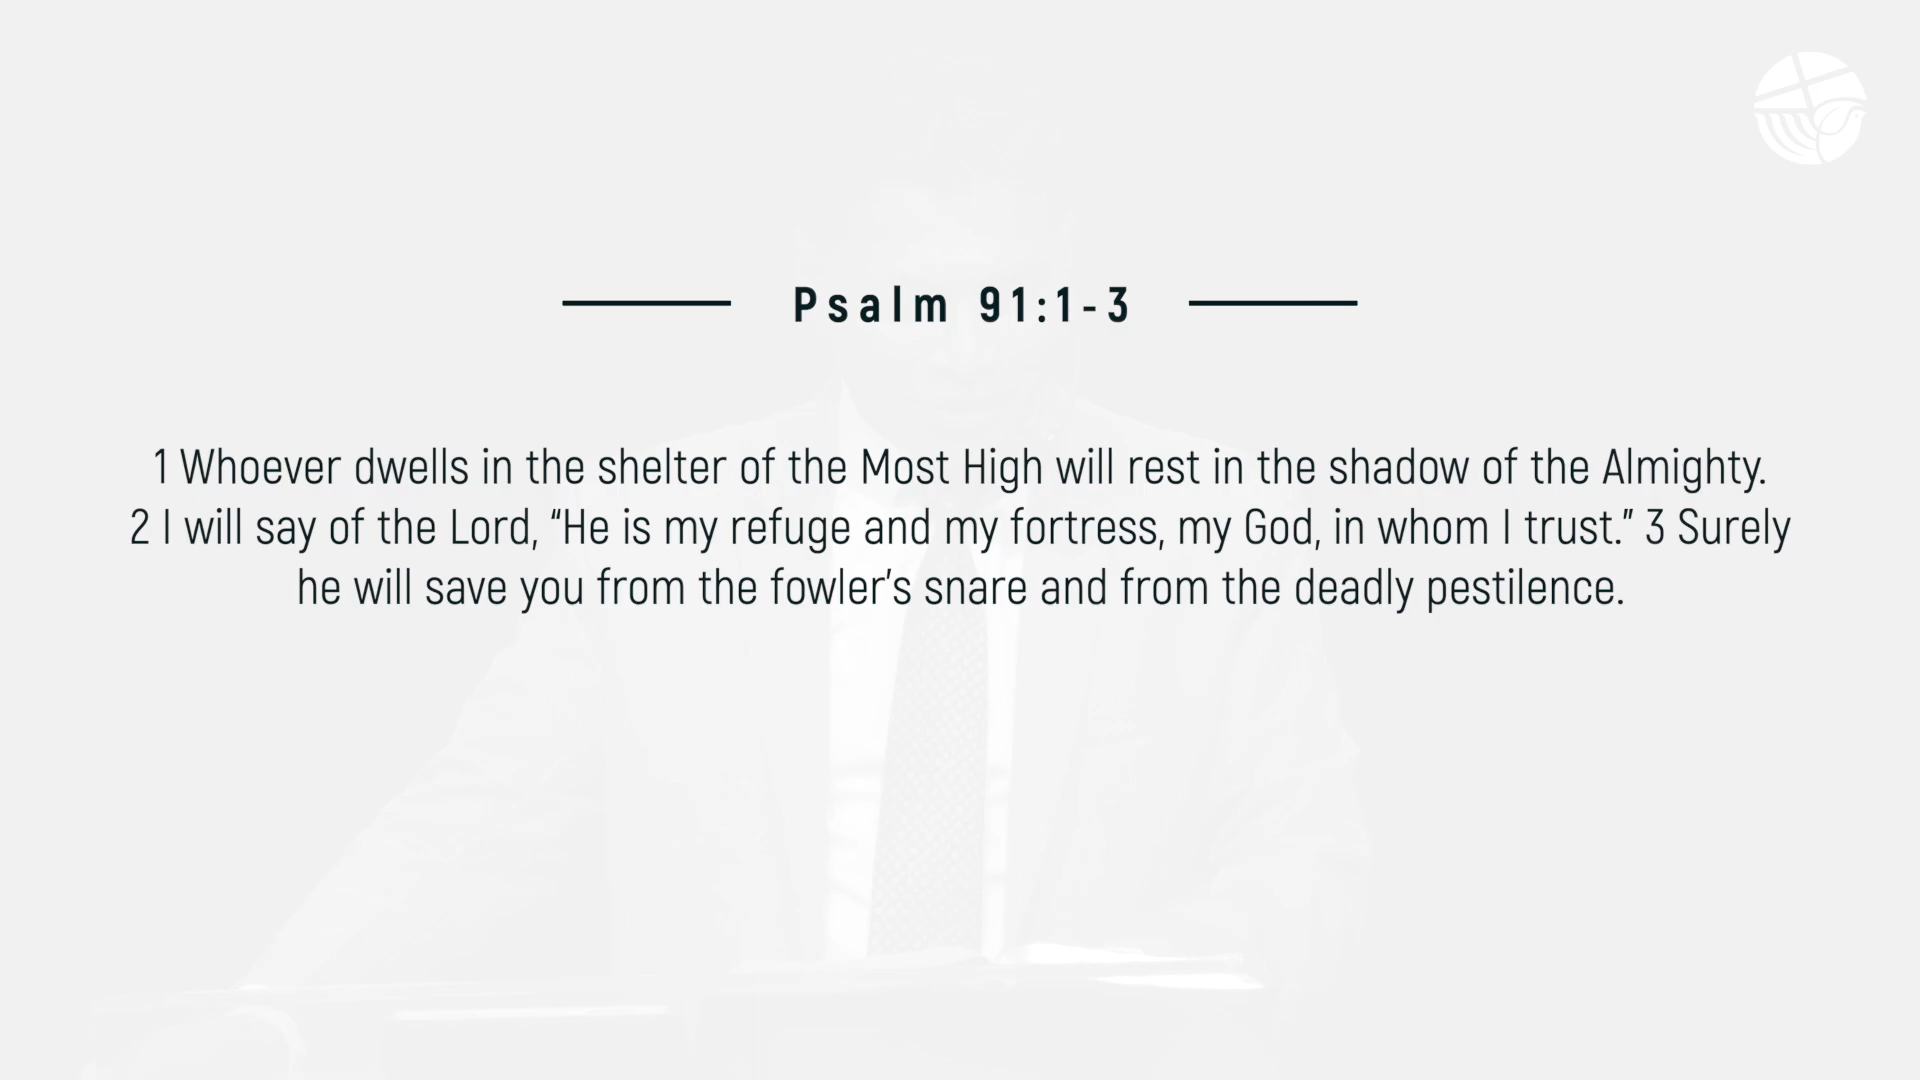 Psalm 91:1-3
1 Whoever dwells in the shelter of the Most High will rest in the shadow of the Almighty.
2 I will say of the Lord, “He is my refuge and my fortress, my God, in whom I trust.” 3 Surely
he will save you from the fowler’s snare and from the deadly pestilence.